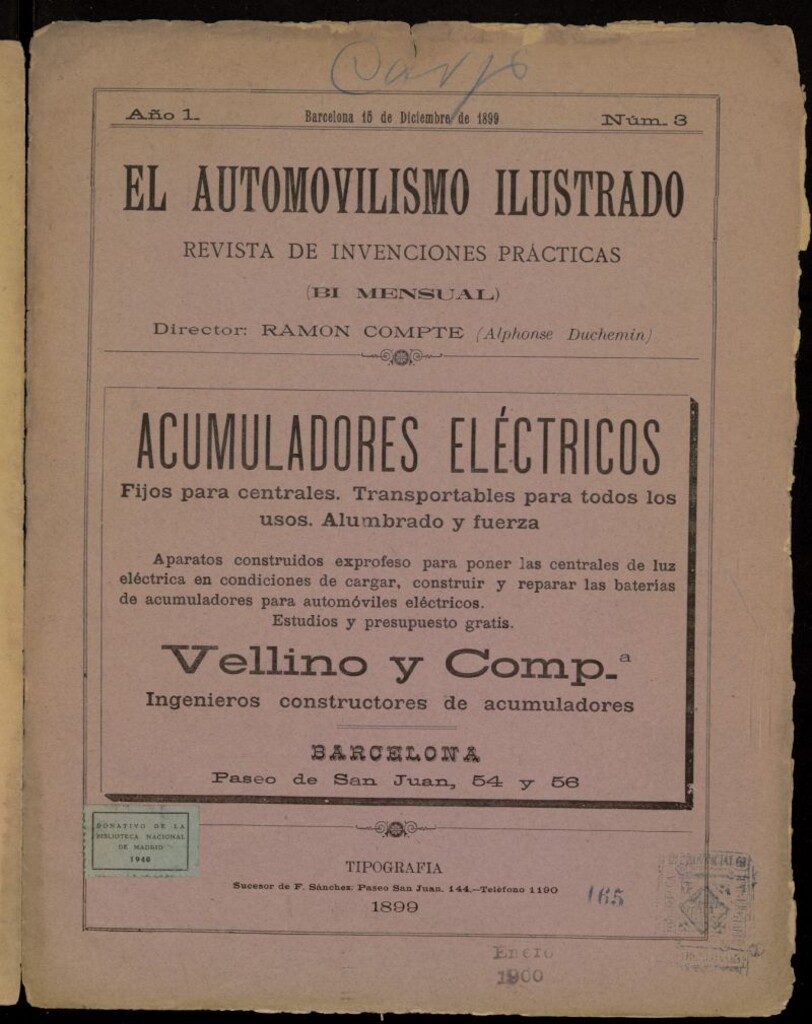 Año 1.
Barcelona 15 de Diciembre de 1899
Núm. 3
EL AUTOMOVILISMO ILUSTRADO
REVISTA DE INVENCIONES PRÁCTICAS
(BI MENSUAL)
Director: RAMON COMPTE (Alphonse Duchemin)
ACUMULADORES ELÉCTRICOS
Fijos para centrales. Transportables para todos los
usos. Alumbrado y fuerza
Aparatos construidos exprofeso para poner las centrales de luz
eléctrica en condiciones de cargar, construir y reparar las baterías
de acumuladores para automóviles eléctricos.
Estudios y presupuesto gratis.
Vellino y Comp.ª
Ingenieros constructores de acumuladores
BARCELONA
Paseo de San Juan, 54 y 56
DONATIVO DE LA
BIBLIOTECA NACIONAL
DE MADRID
1940
TIPOGRAFIA
Sucesor de F. Sánchez: Paseo San Juan, 144.—Teléfono 1190
1899
165
Enero
1900